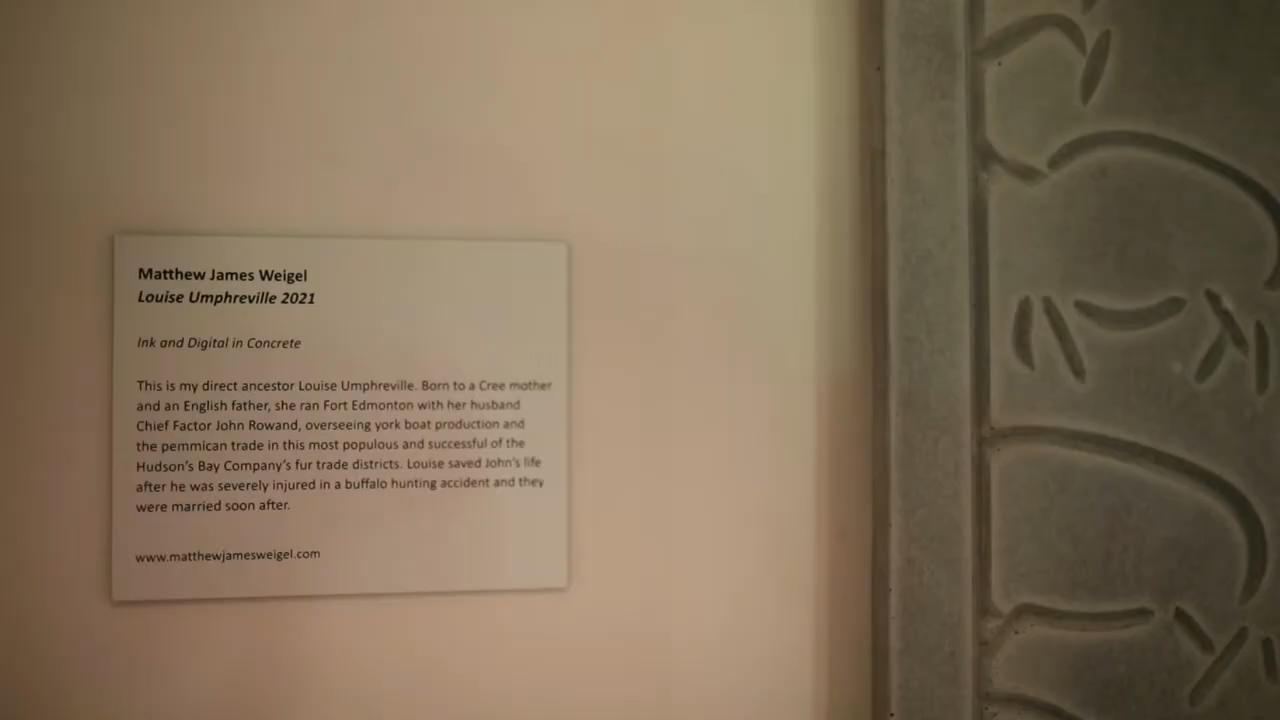 Matthew James Weigel
Louise Umphreville 2021
Ink and Digital in Concrete
This is my direct ancestor Louise Umphreville. Born to a Cree mother
and an English father, she ran Fort Edmonton with her husband
Chief Factor John Rowand, overseeing york boat production and
the pemmican trade in this most populous and successful of the
Hudson's Bay Company's fur trade districts. Louise saved John's life
after he was severely injured in a buffalo hunting accident and they
were married soon after.
www.matthewjamesweigel.com